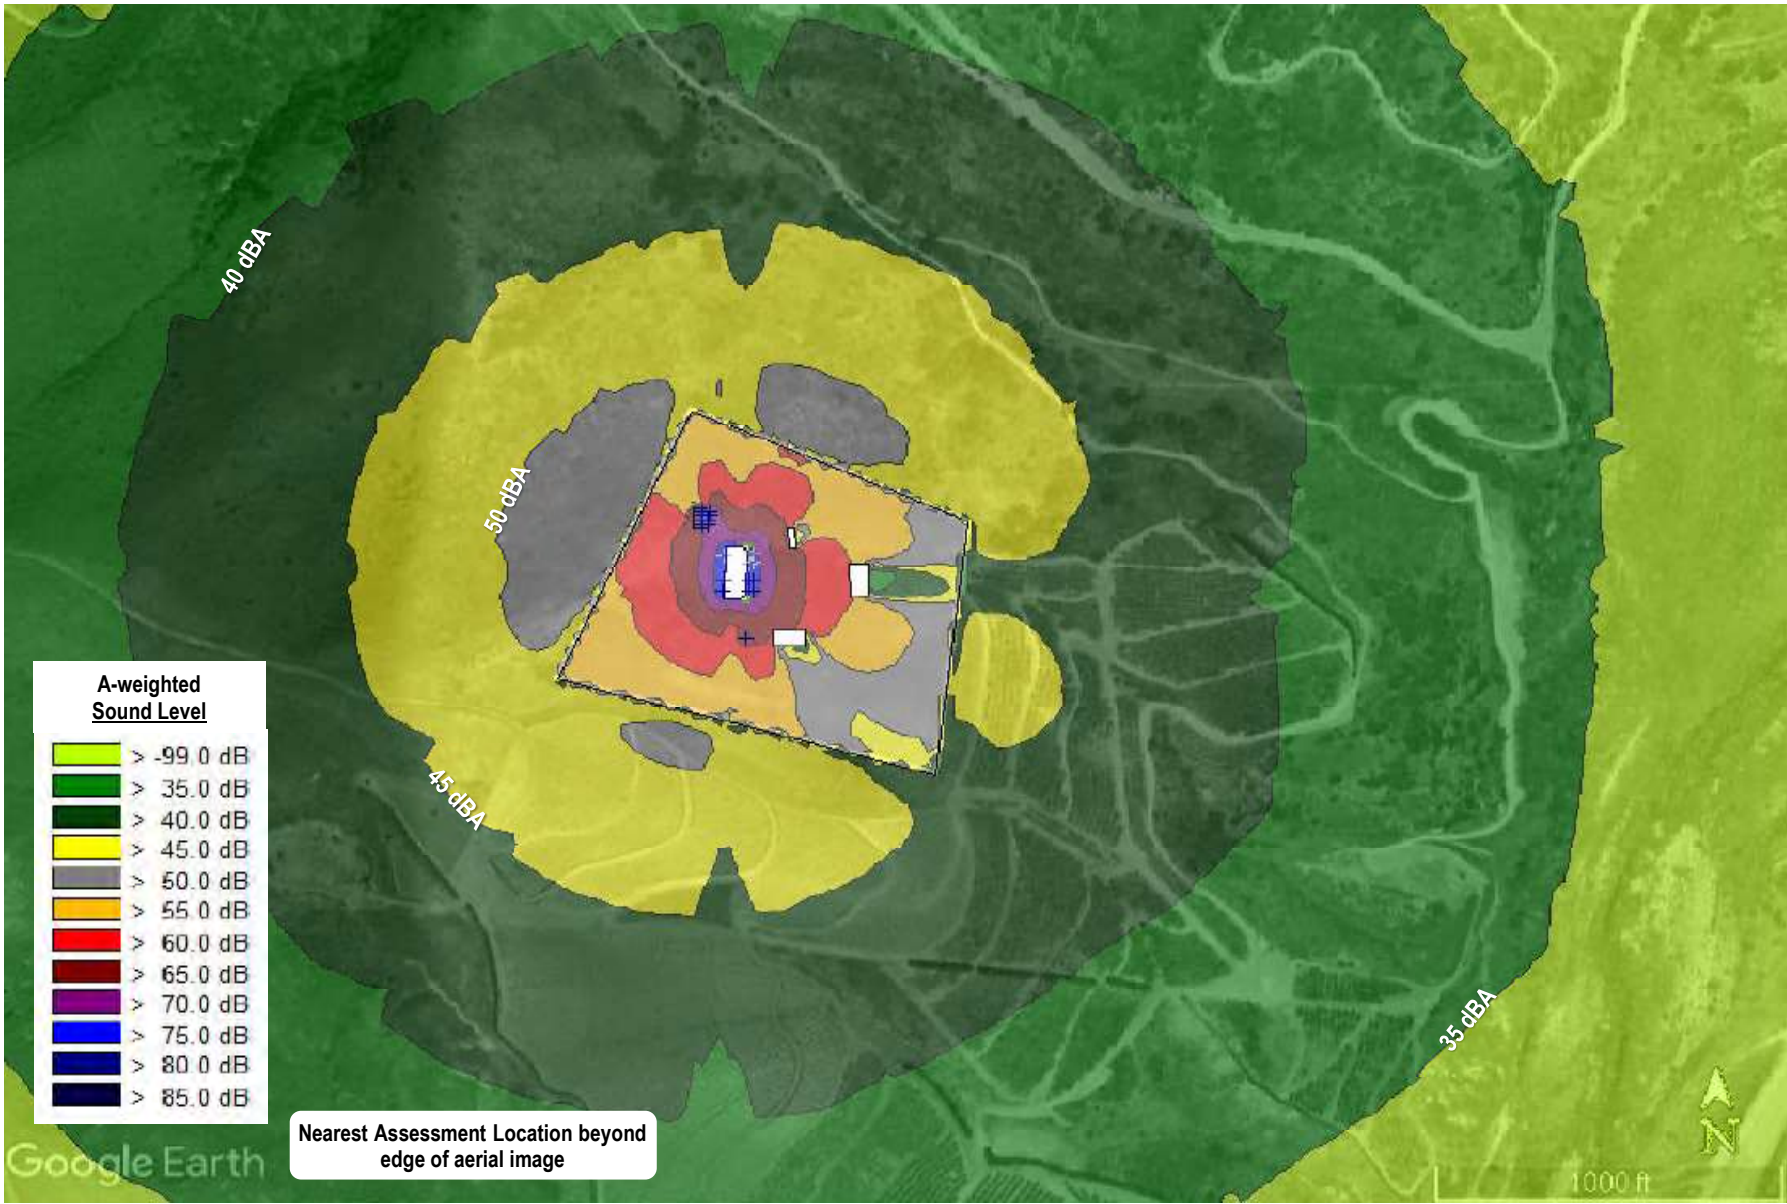 40 dBA
50 dBA
45 dBA
35 dBA
A-weighted
Sound Level
> -99.0 dB
> 35.0 dB
> 40.0 dB
> 45.0 dB
> 50.0 dB
> 55.0 dB
> 60.0 dB
> 65.0 dB
> 70.0 dB
> 75.0 dB
> 80.0 dB
> 85.0 dB
Nearest Assessment Location beyond
edge of aerial image
Google Earth
N
1000 ft